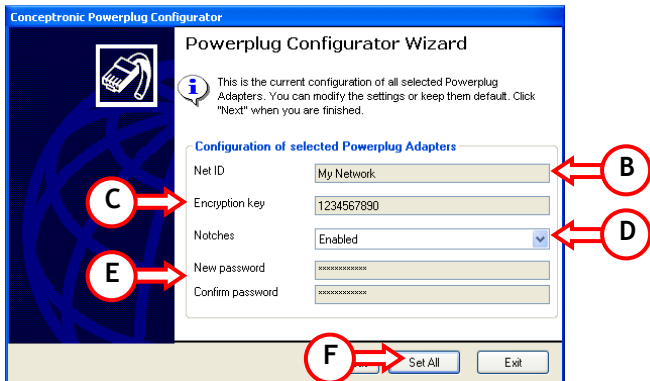 Conceptronic Powerplug Configurator
Powerplug Configurator Wizard
This is the current configuration of all selected Powerplug
Adapters. You can modify the settings or keep them default. Click
"Next" when you are finished.
Configuration of selected Powerplug Adapters
Net ID
My Network
B
C
Encryption key
1234567890
Notches
Enabled
D
E
New password
xxxxxxxxxxxx
Confirm password
xxxxxxxxxxxx
F
Set All
Exit